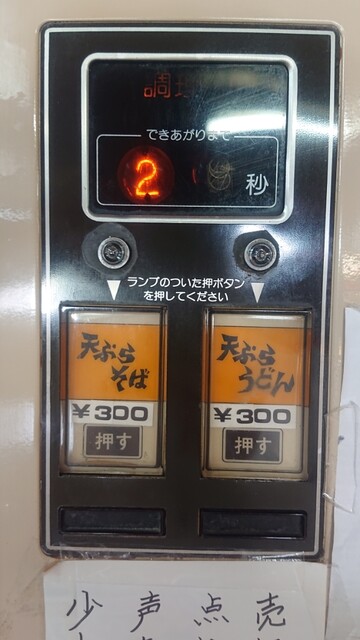 調
できあがりまで
2 秒
ランプのついた押ボタン
を押してください
天ぷら
そば
¥300
押す
天ぷら
うどん
¥300
押す
少 声 点 売